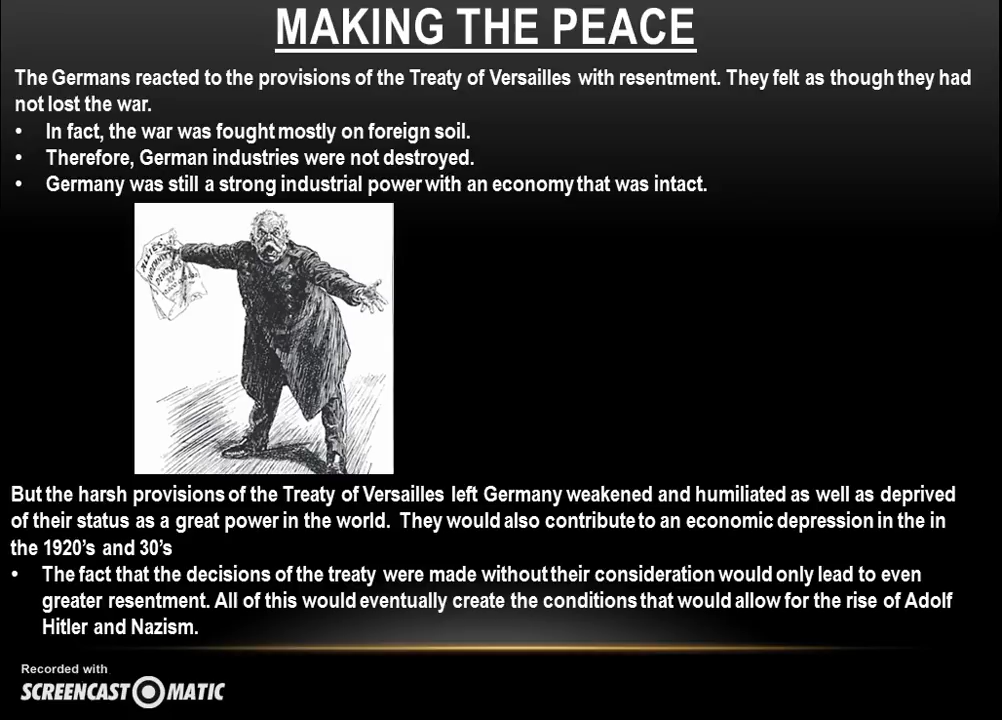 MAKING THE PEACE
The Germans reacted to the provisions of the Treaty of Versailles with resentment. They felt as though they had
not lost the war.
• In fact, the war was fought mostly on foreign soil.
• Therefore, German industries were not destroyed.
• Germany was still a strong industrial power with an economy that was intact.
ALLIES'
INDEMNITY
DEMANDS
But the harsh provisions of the Treaty of Versailles left Germany weakened and humiliated as well as deprived
of their status as a great power in the world. They would also contribute to an economic depression in the in
the 1920's and 30's
• The fact that the decisions of the treaty were made without their consideration would only lead to even
greater resentment. All of this would eventually create the conditions that would allow for the rise of Adolf
Hitler and Nazism.
Recorded with
SCREENCAST MATIC